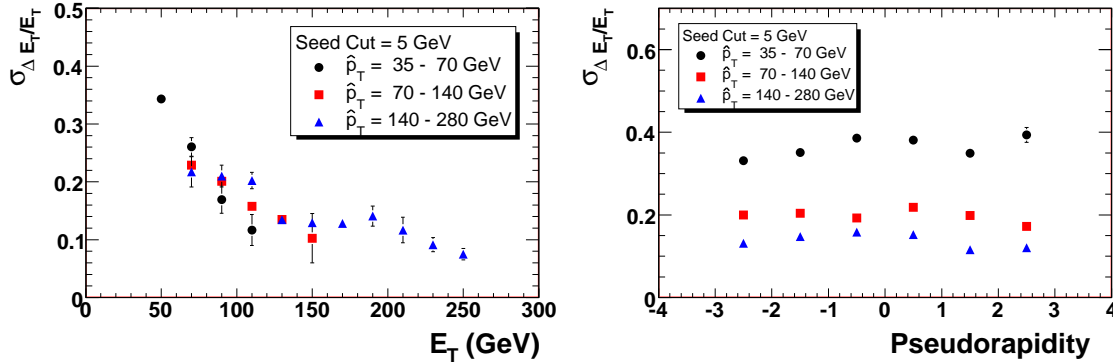 σ_Δ E_T/E_T
0.5
0.4
0.3
0.2
0.1
0
0 50 100 150 200 250 300
E_T (GeV)
Seed Cut = 5 GeV
p̂_T = 35 - 70 GeV
p̂_T = 70 - 140 GeV
p̂_T = 140 - 280 GeV
σ_Δ E_T/E_T
0.6
0.4
0.2
0
-4 -3 -2 -1 0 1 2 3 4
Pseudorapidity
Seed Cut = 5 GeV
p̂_T = 35 - 70 GeV
p̂_T = 70 - 140 GeV
p̂_T = 140 - 280 GeV